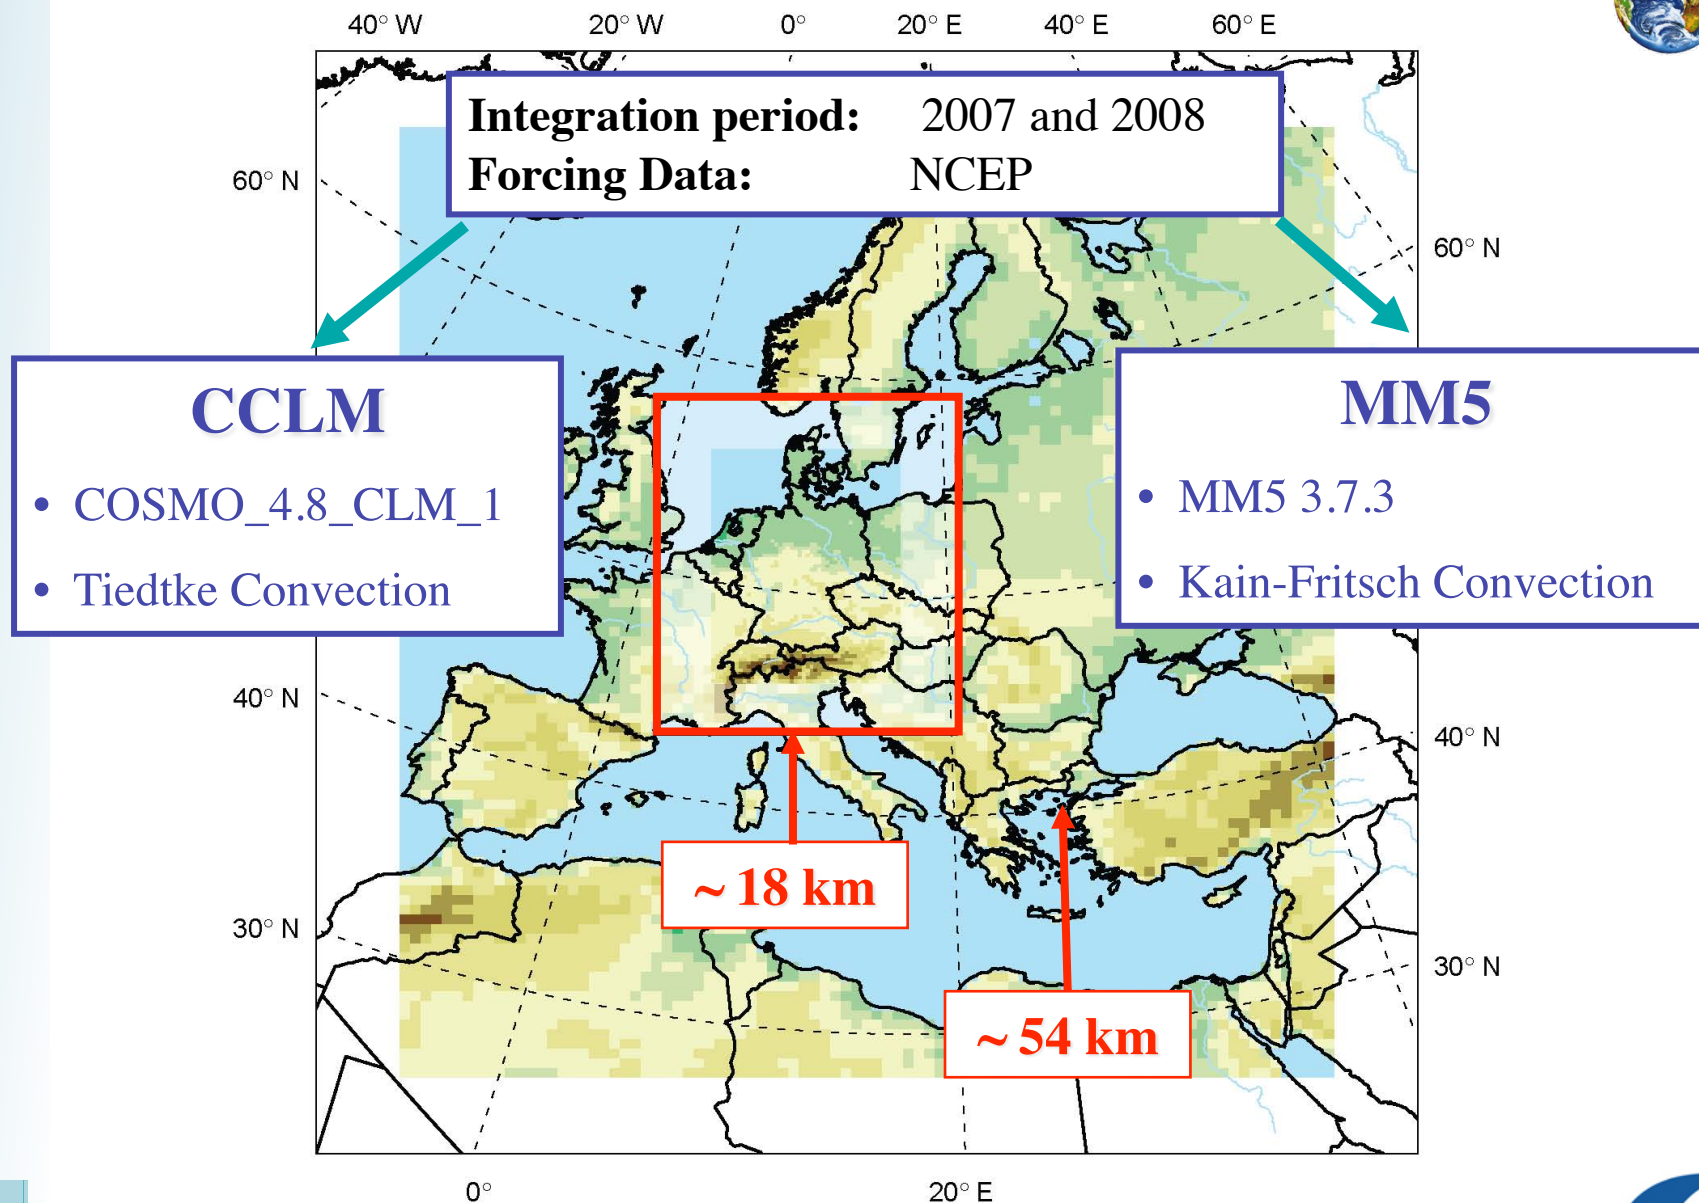 40° W 20° W 0° 20° E 40° E 60° E
Integration period: 2007 and 2008
Forcing Data: NCEP
60° N
60° N
CCLM
• COSMO_4.8_CLM_1
• Tiedtke Convection
MM5
• MM5 3.7.3
• Kain-Fritsch Convection
40° N
40° N
~ 18 km
30° N
30° N
~ 54 km
0° 20° E